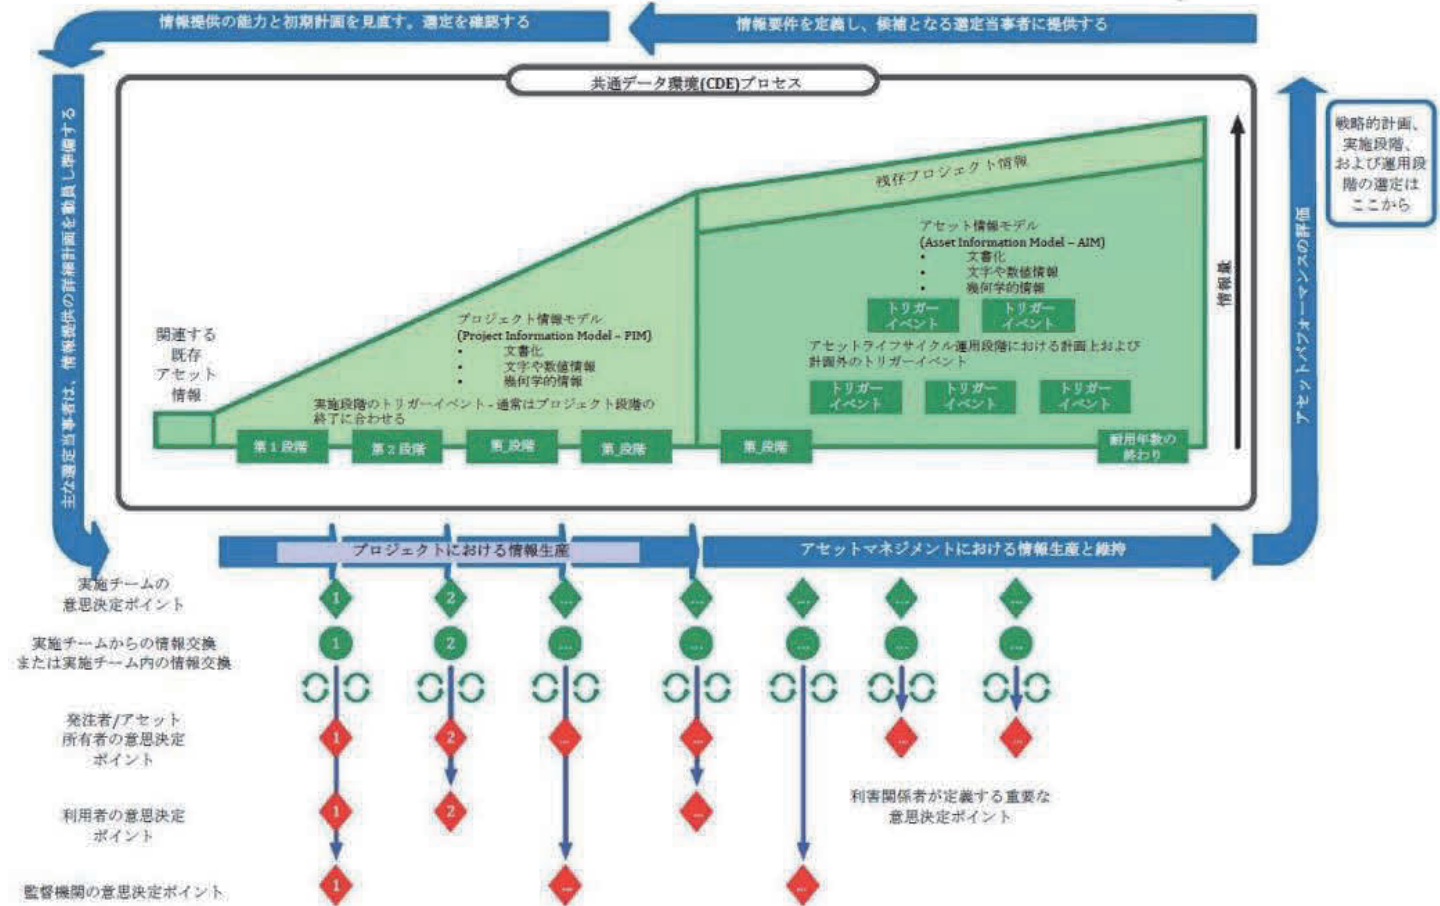 情報提供の能力と初期計画を見直す。選定を確認する
情報要件を定義し、候補となる選定当事者に提供する
共通データ環境(CDE)プロセス
主な選定当事者は、情報提供の詳細計画を動員し準備する
戦略的計画、
実施段階、
および運用段
階の選定は
ここから
アセットパフォーマンスの評価
情報量
残存プロジェクト情報
アセット情報モデル
(Asset Information Model – AIM)
• 文書化
• 文字や数値情報
• 幾何学的情報
トリガー
イベント
トリガー
イベント
アセットライフサイクル運用段階における計画上および
計画外のトリガーイベント
トリガー
イベント
トリガー
イベント
トリガー
イベント
プロジェクト情報モデル
(Project Information Model – PIM)
• 文書化
• 文字や数値情報
• 幾何学的情報
関連する
既存
アセット
情報
実施段階のトリガーイベント - 通常はプロジェクト段階の
終了に合わせる
第1段階
第2段階
第_段階
第_段階
第_段階
耐用年数の
終わり
プロジェクトにおける情報生産
アセットマネジメントにおける情報生産と維持
実施チームの
意思決定ポイント
1
2
...
...
...
...
...
実施チームからの情報交換
または実施チーム内の情報交換
1
2
...
...
...
...
...
発注者/アセット
所有者の意思決定
ポイント
1
2
...
...
...
...
利用者の意思決定
ポイント
1
2
...
利害関係者が定義する重要な
意思決定ポイント
監督機関の意思決定ポイント
1
...
...